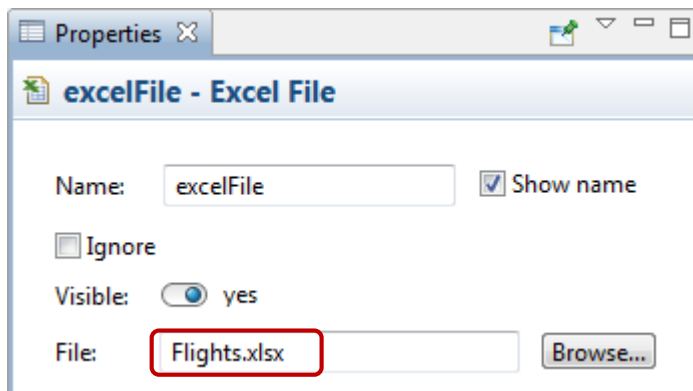 Properties
excelFile - Excel File
Name: excelFile Show name
Ignore
Visible: yes
File: Flights.xlsx Browse...